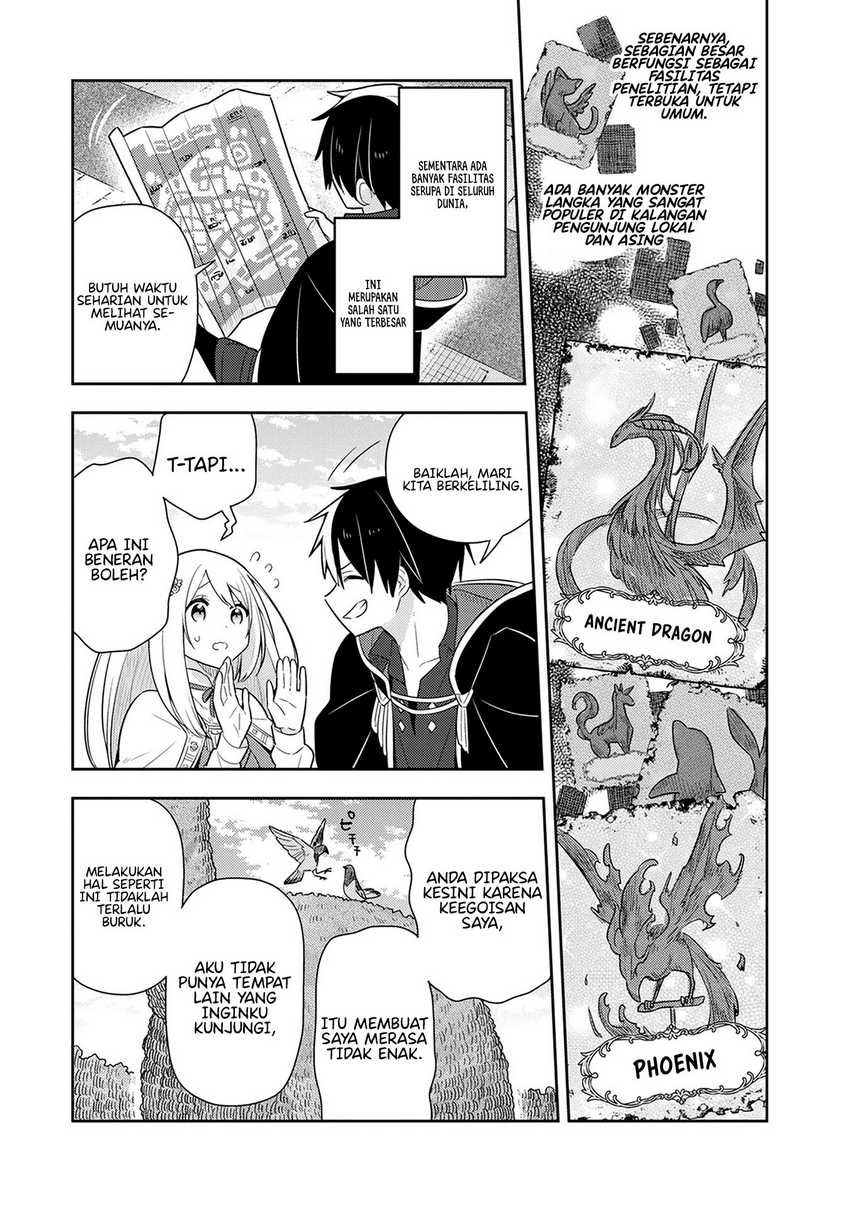 SEBENARNYA,
SEBAGIAN BESAR
BERFUNGSI SEBAGAI
FASILITAS
PENELITIAN, TETAPI
TERBUKA UNTUK
UMUM.
ADA BANYAK MONSTER
LANGKA YANG SANGAT
POPULER DI KALANGAN
PENGUNJUNG LOKAL
DAN ASING
ANCIENT DRAGON
PHOENIX
SEMENTARA ADA
BANYAK FASILITAS
SERUPA DI SELURUH
DUNIA,
INI
MERUPAKAN
SALAH SATU
YANG TERBESAR
BUTUH WAKTU
SEHARIAN UNTUK
MELIHAT SE-
MUANYA.
BAIKLAH, MARI
KITA BERKELILING.
T-TAPI...
APA INI
BENERAN
BOLEH?
ピチチ
ANDA DIPAKSA
KESINI KARENA
KEEGOISAN
SAYA,
ITU MEMBUAT
SAYA MERASA
TIDAK ENAK.
AKU TIDAK
PUNYA TEMPAT
LAIN YANG
INGINKU
KUNJUNGI,
MELAKUKAN
HAL SEPERTI
INI TIDAKLAH
TERLALU
BURUK.